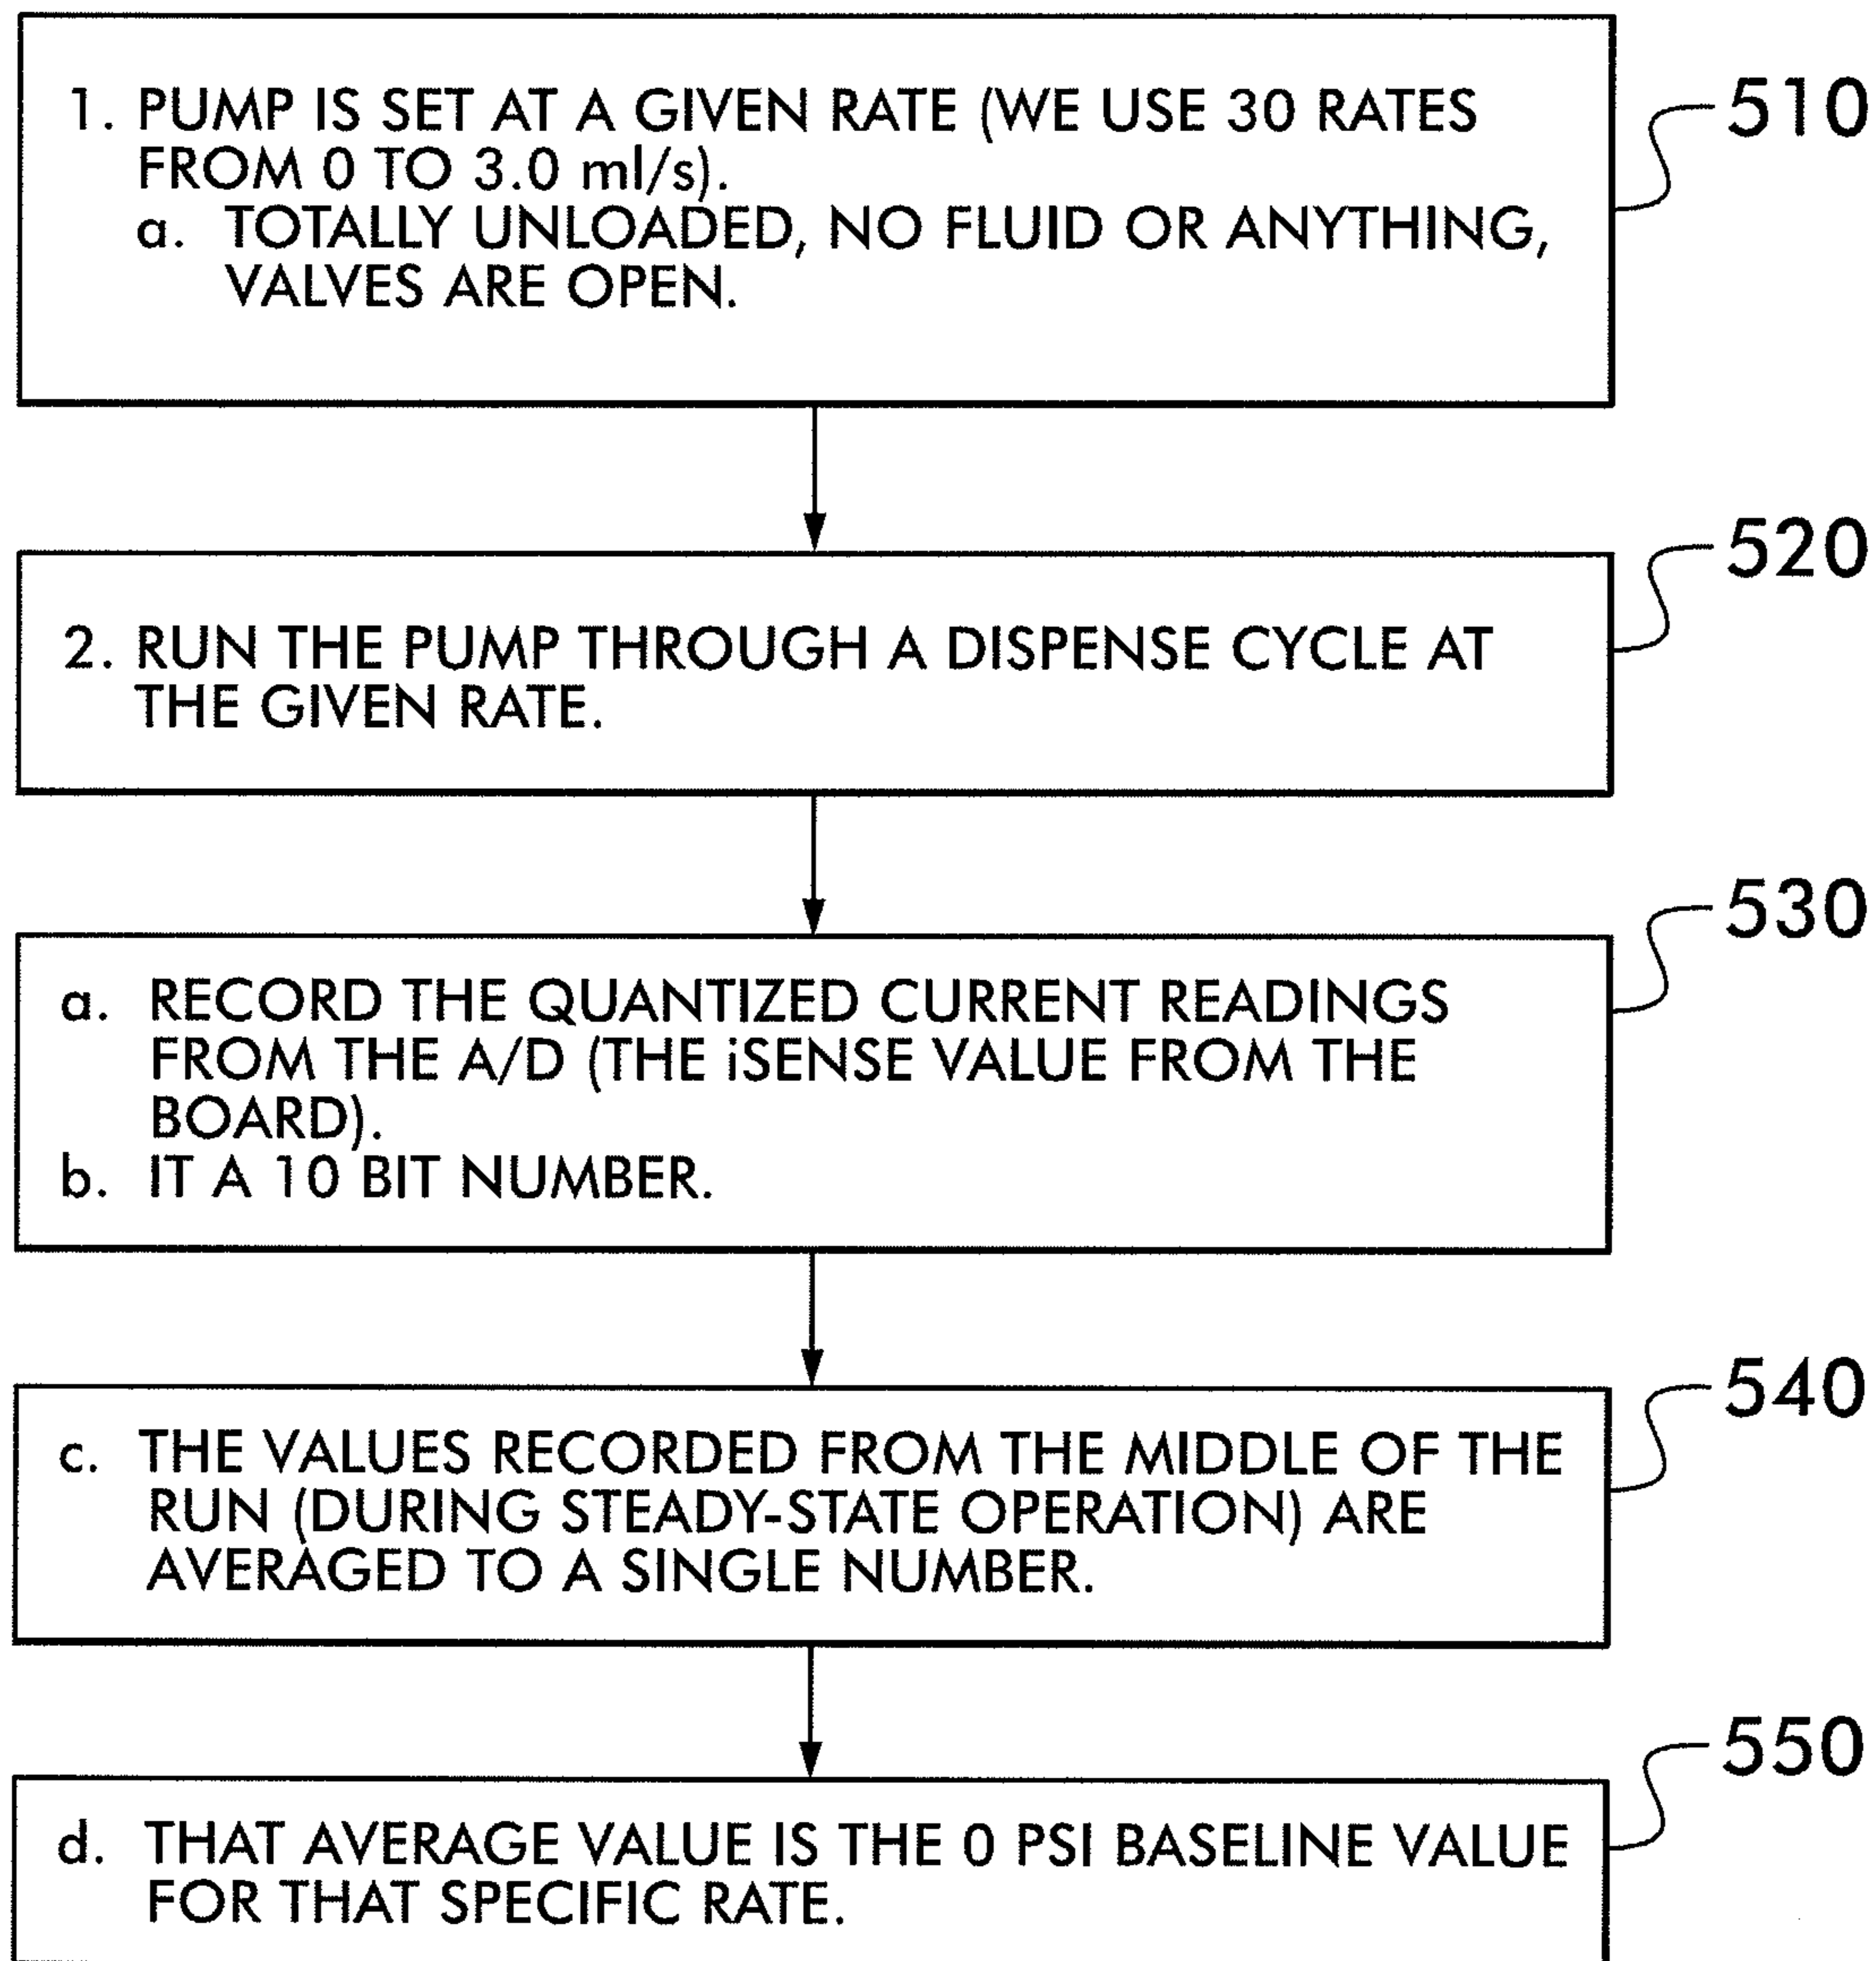 1. PUMP IS SET AT A GIVEN RATE (WE USE 30 RATES
FROM 0 TO 3.0 ml/s).
a. TOTALLY UNLOADED, NO FLUID OR ANYTHING,
VALVES ARE OPEN.
510
2. RUN THE PUMP THROUGH A DISPENSE CYCLE AT
THE GIVEN RATE.
520
a. RECORD THE QUANTIZED CURRENT READINGS
FROM THE A/D (THE iSENSE VALUE FROM THE
BOARD).
b. IT A 10 BIT NUMBER.
530
c. THE VALUES RECORDED FROM THE MIDDLE OF THE
RUN (DURING STEADY-STATE OPERATION) ARE
AVERAGED TO A SINGLE NUMBER.
540
d. THAT AVERAGE VALUE IS THE 0 PSI BASELINE VALUE
FOR THAT SPECIFIC RATE.
550